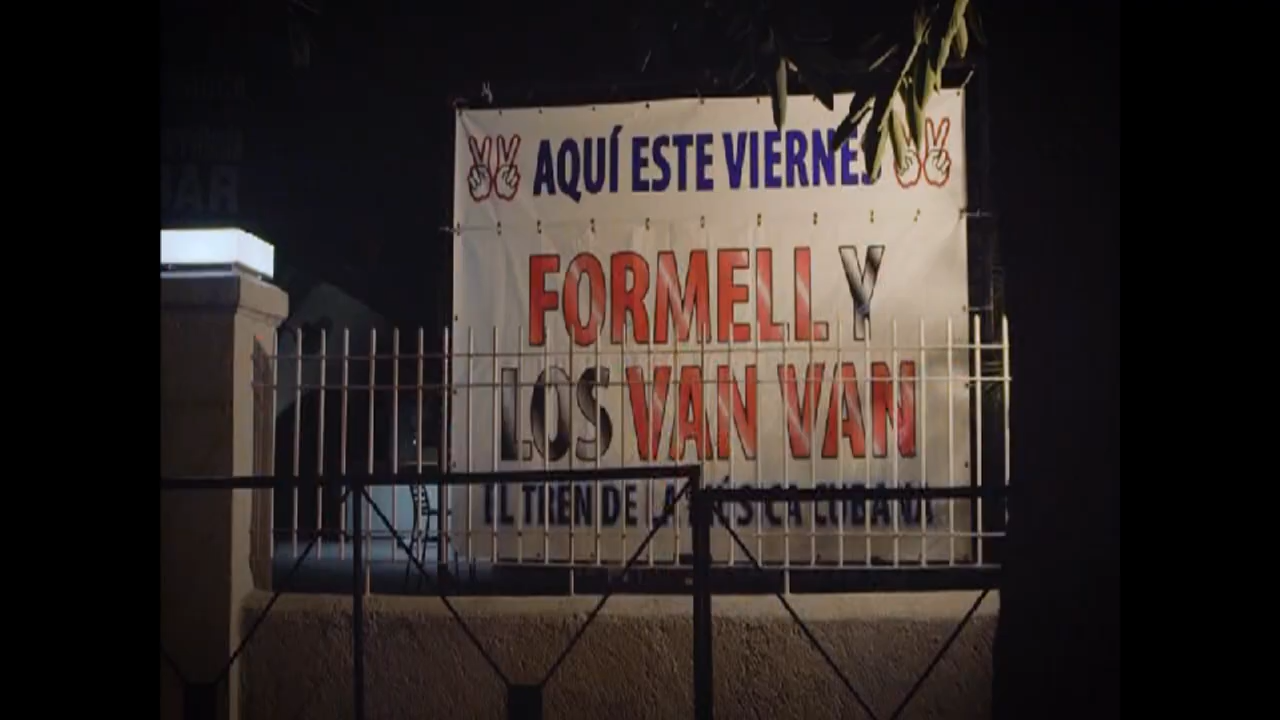 AQUÍ ESTE VIERNES
FORMELL Y
LOS VAN VAN
EL TREN DE LA MÚSICA CUBANA